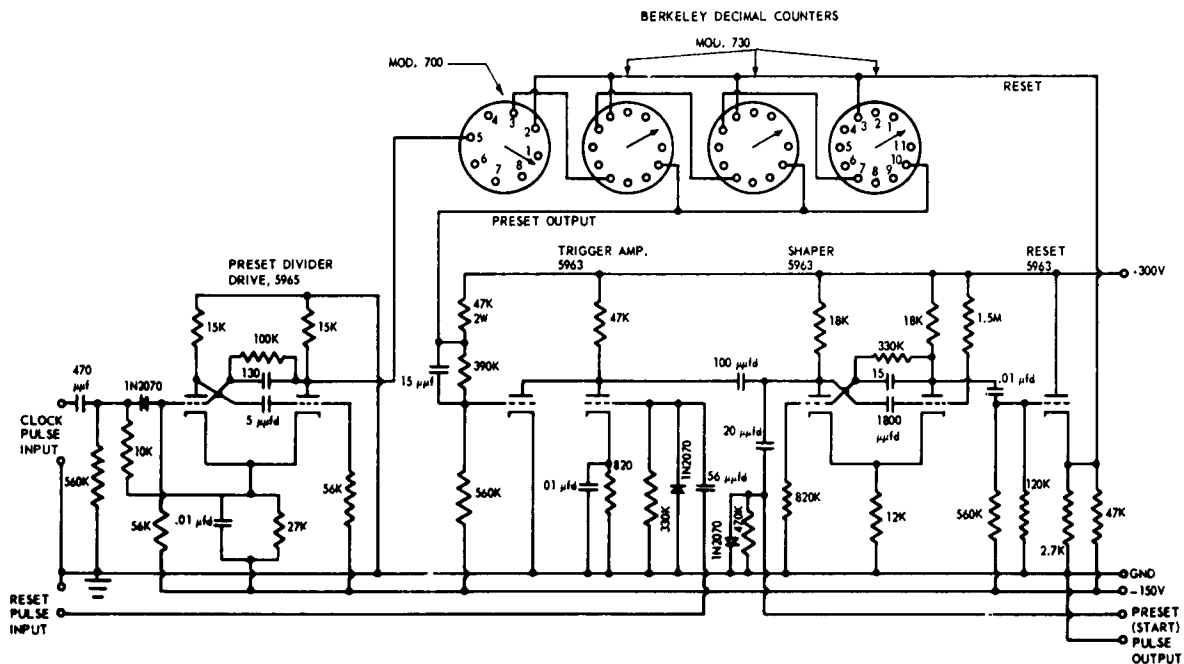 BERKELEY DECIMAL COUNTERS
MOD. 730
MOD. 700
RESET
4
3
2
5
1
6
8
7
3
2
4
1
5
11
6
10
7
8
9
PRESET OUTPUT
PRESET DIVIDER
DRIVE, 5965
TRIGGER AMP.
5963
SHAPER
5963
RESET
5963
-300V
15K
15K
47K
2W
47K
18K
18K
1.5M
100K
330K
470
μμf
1N2070
130
15 μμf
390K
100 μμfd
15
.01 μfd
5 μμfd
1800
μμfd
CLOCK
PULSE
INPUT
10K
20 μμfd
560K
56K
.01 μfd
27K
56K
560K
01 μfd
820
330K
1N2070
56 μμfd
1N2070
470K
820K
12K
560K
120K
2.7K
47K
GND
-150V
RESET
PULSE
INPUT
PRESET
(START)
PULSE
OUTPUT